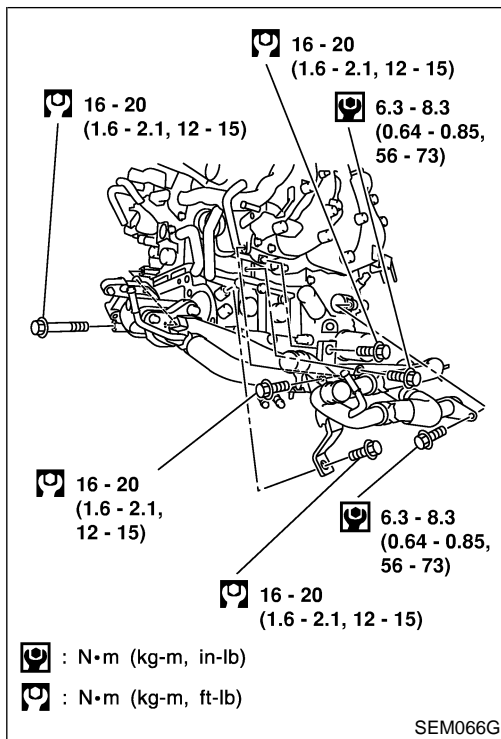 16 - 20
(1.6 - 2.1, 12 - 15)
6.3 - 8.3
(0.64 - 0.85,
56 - 73)
16 - 20
(1.6 - 2.1, 12 - 15)
16 - 20
(1.6 - 2.1,
12 - 15)
6.3 - 8.3
(0.64 - 0.85,
56 - 73)
16 - 20
(1.6 - 2.1, 12 - 15)
: N•m (kg-m, in-lb)
: N•m (kg-m, ft-lb)
SEM066G